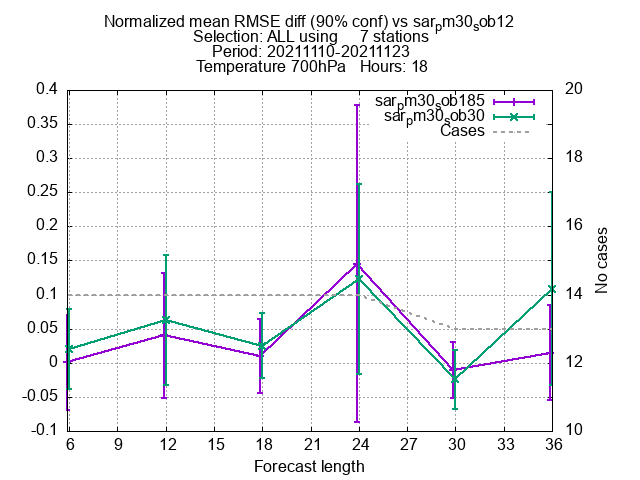 Normalized mean RMSE diff (90% conf) vs sarpm30sob12
Selection: ALL using 7 stations
Period: 20211110-20211123
Temperature 700hPa Hours: 18
sarpm30sob185
sarpm30sob30
Cases
0.4
0.35
0.3
0.25
0.2
0.15
0.1
0.05
0
-0.05
-0.1
20
18
16
14
12
10
No cases
6 9 12 15 18 21 24 27 30 33 36
Forecast length